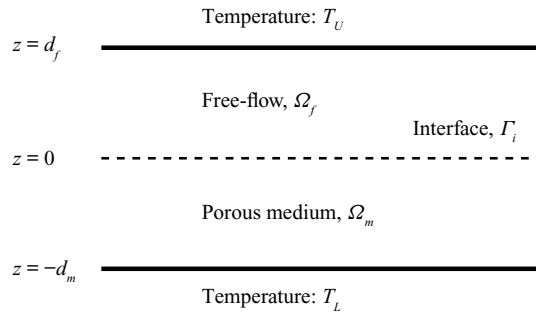 Temperature: T_U
z = d_f
Free-flow, Ω_f
Interface, Γ_i
z = 0
Porous medium, Ω_m
z = −d_m
Temperature: T_L